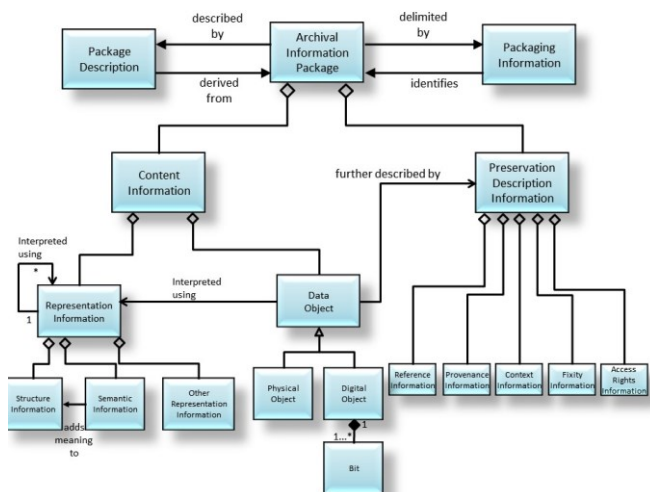 described
by
delimited
by
Package
Description
Archival
Information
Package
Packaging
Information
derived
from
identifies
Content
Information
further described by
Preservation
Description
Information
Interpreted
using
*
1
Representation
Information
Interpreted
using
Data
Object
Structure
Information
Semantic
Information
Other
Representation
Information
adds
meaning
to
Physical
Object
Digital
Object
1
1...*
Bit
Reference
Information
Provenance
Information
Context
Information
Fixity
Information
Access
Rights
Information